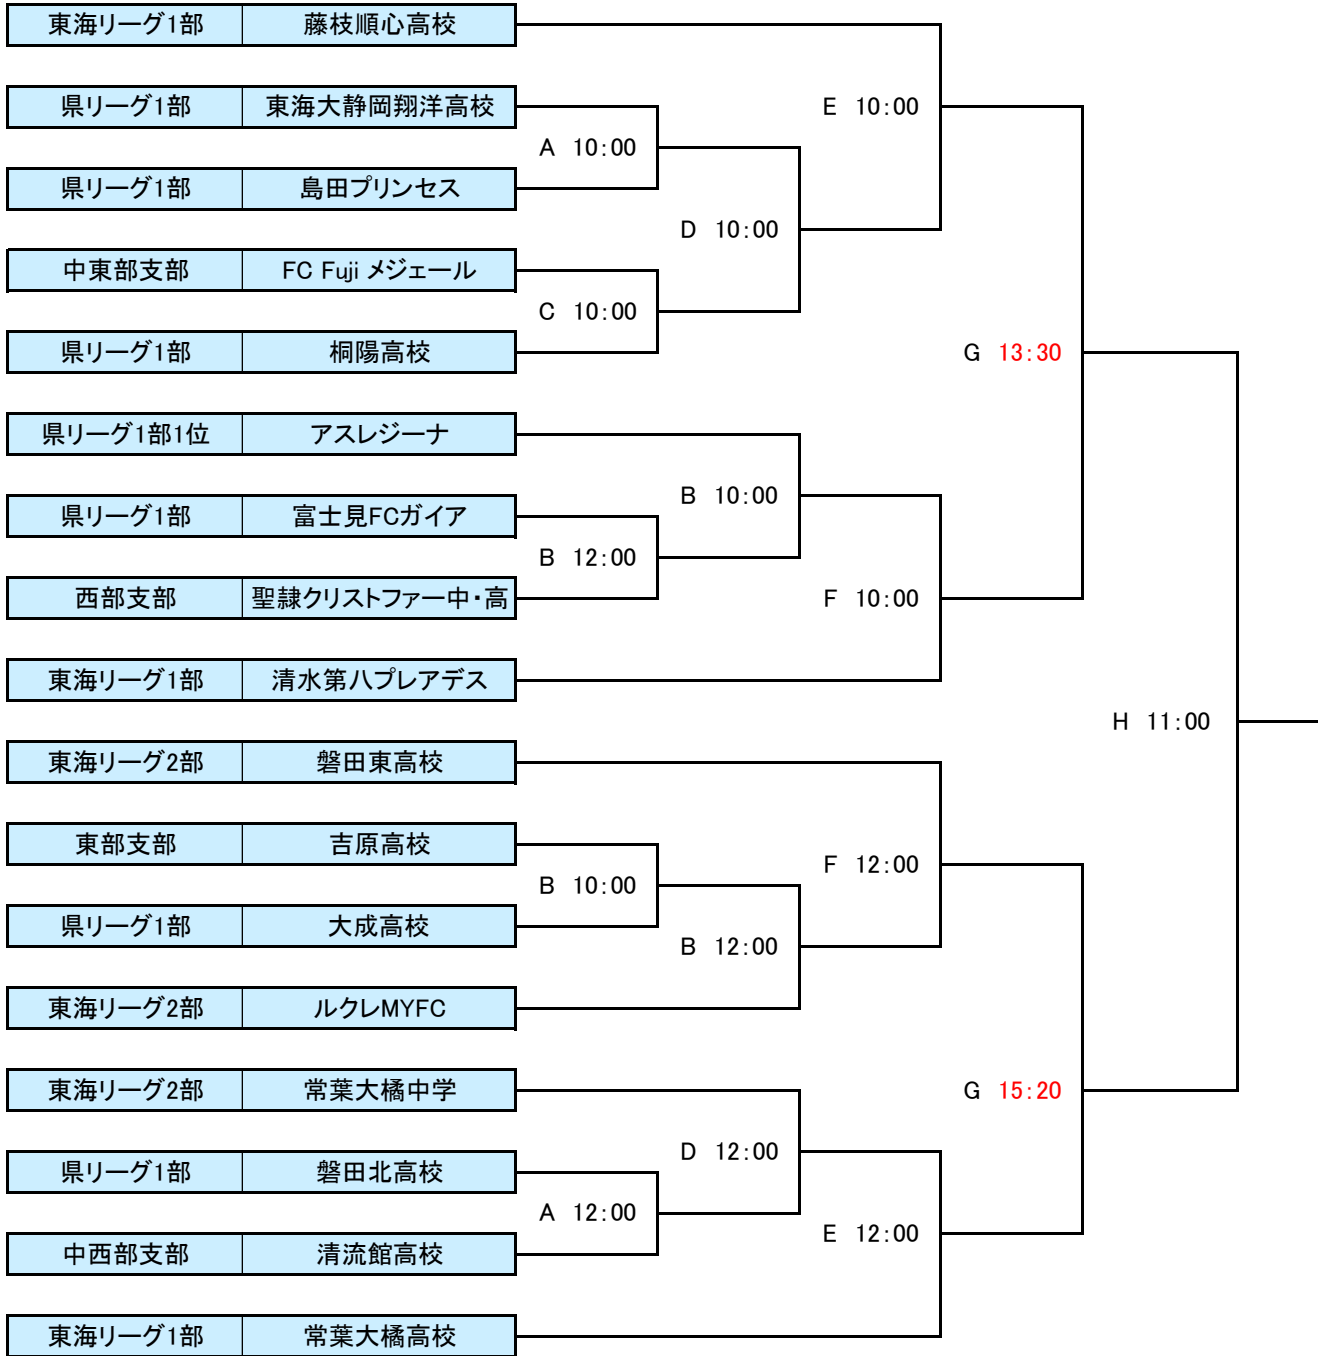 東海リーグ1部 藤枝順心高校
県リーグ1部 東海大静岡翔洋高校 E 10:00
A 10:00
県リーグ1部 島田プリンセス
D 10:00
中東部支部 FC Fuji メジェール
C 10:00
県リーグ1部 桐陽高校 G 13:30
県リーグ1部1位 アスレジーナ
B 10:00
県リーグ1部 富士見FCガイア
B 12:00
西部支部 聖隷クリストファー中・高 F 10:00
東海リーグ1部 清水第八プレアデス
H 11:00
東海リーグ2部 磐田東高校
東部支部 吉原高校
F 12:00
B 10:00
県リーグ1部 大成高校
B 12:00
東海リーグ2部 ルクレMYFC
東海リーグ2部 常葉大橘中学 G 15:20
D 12:00
県リーグ1部 磐田北高校
A 12:00
E 12:00
中西部支部 清流館高校
東海リーグ1部 常葉大橘高校